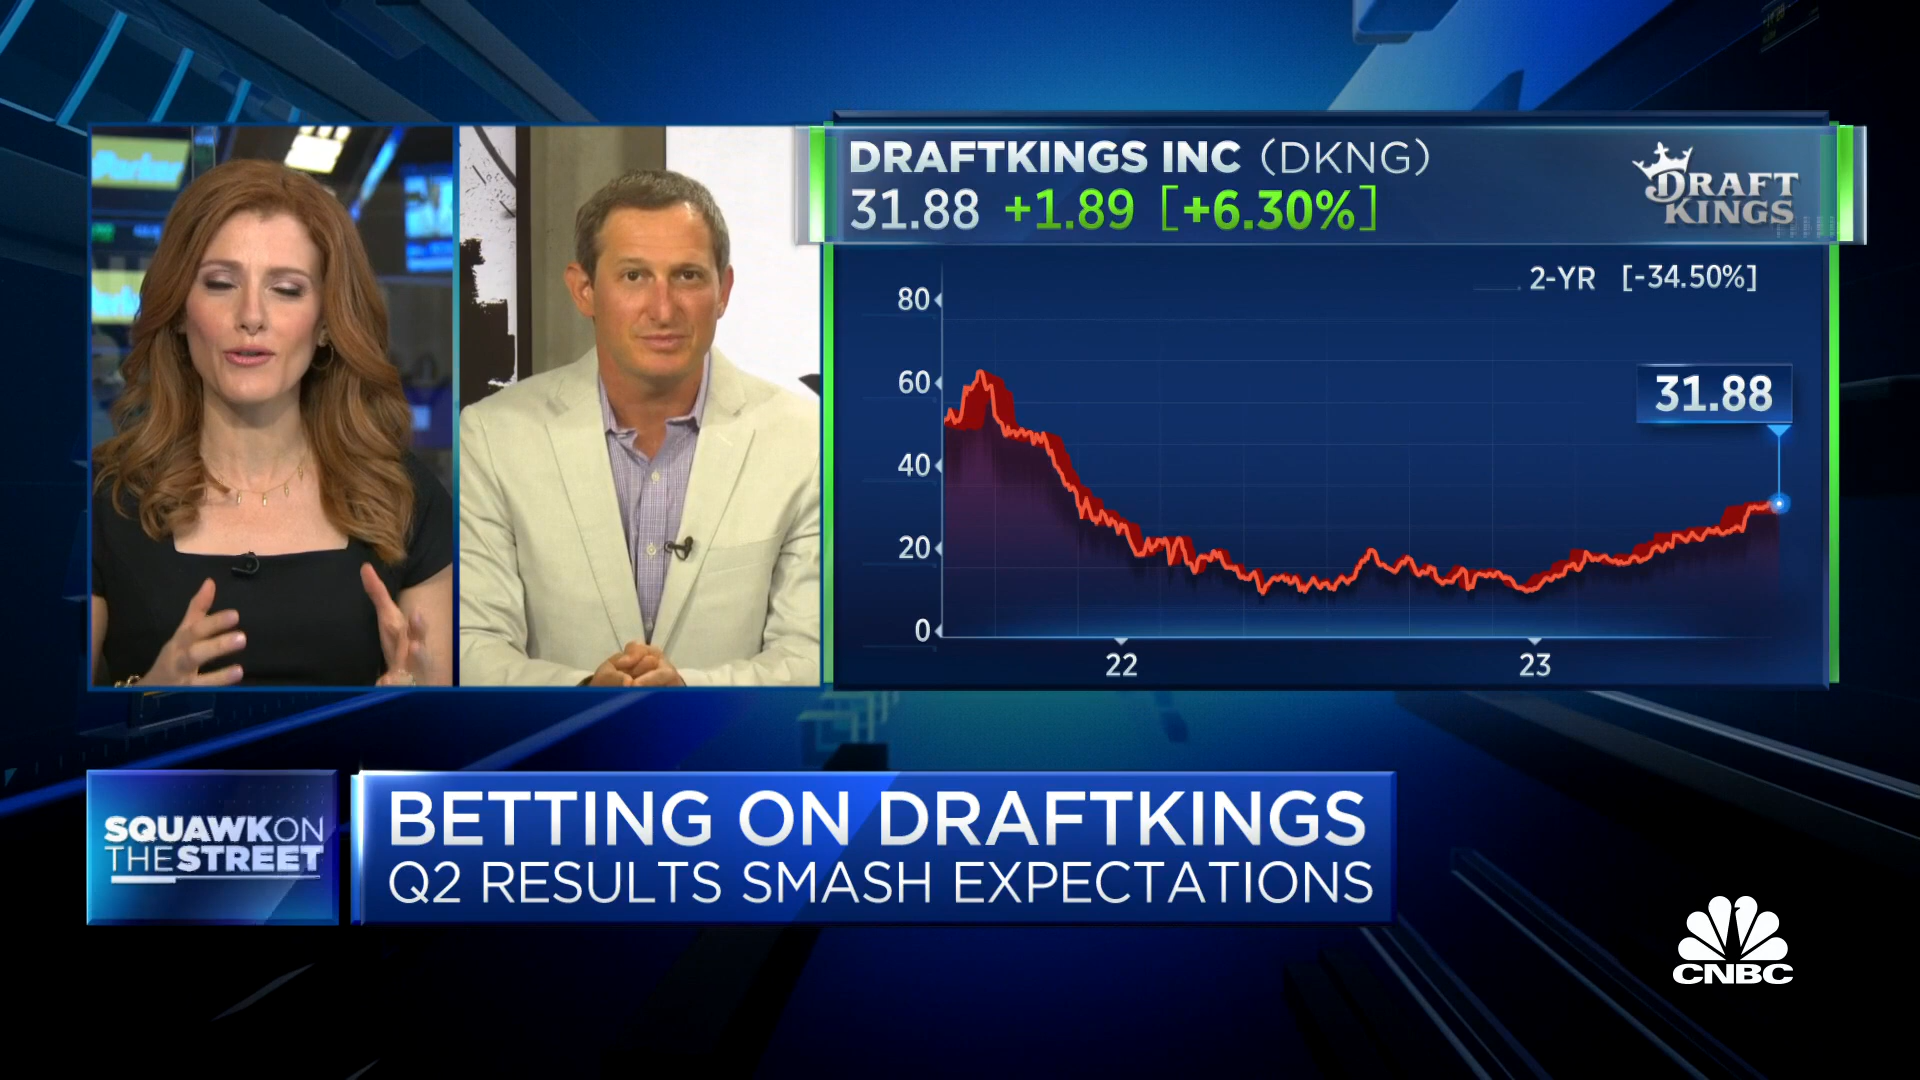 Parker
DRAFTKINGS INC (DKNG)
31.88 +1.89 [+6.30%]
DRAFT
KINGS
2-YR [-34.50%]
80
60
40
20
0
31.88
22
23
SQUAWK ON
THE STREET
BETTING ON DRAFTKINGS
Q2 RESULTS SMASH EXPECTATIONS
CNBC